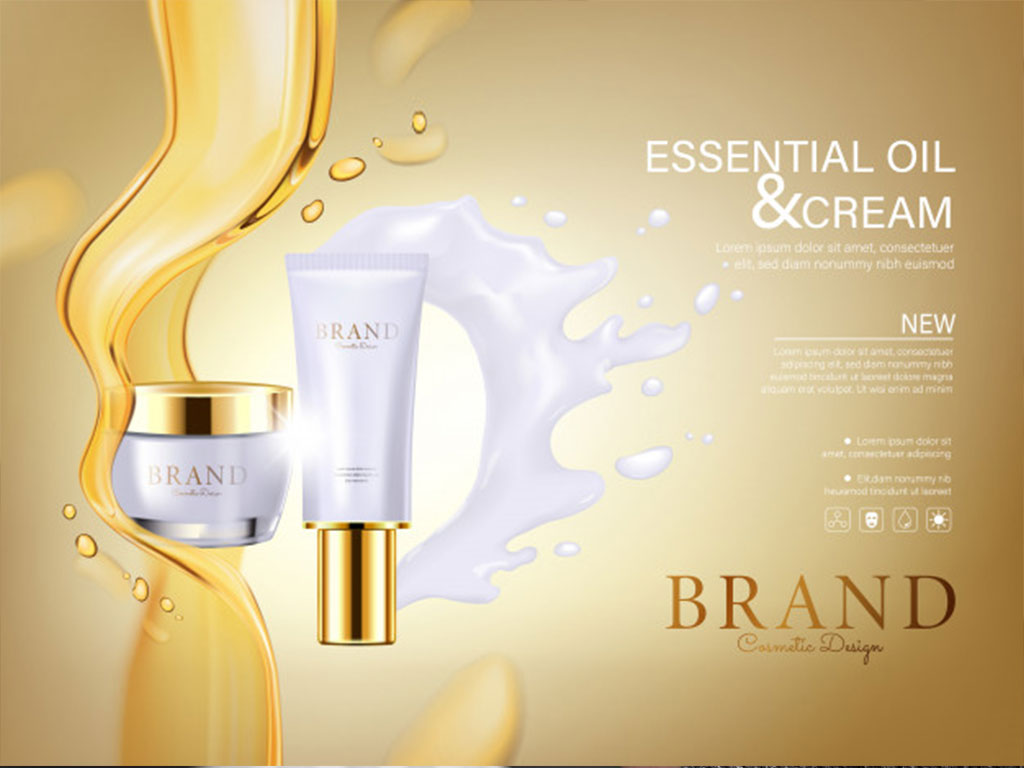 ESSENTIAL OIL
&CREAM
Lorem ipsum dolor sit amet, consectetuer
elit, sed diam nonummy nibh euismod
NEW
Lorem ipsum dolor sit amet, consectetuer
adipiscing elit, sed diam nonummy nibh
euismod tincidunt ut laoreet dolore magna
aliquam erat volutpat. Ut wisi enim ad minim
Lorem ipsum dolor sit
amet, consectetuer adipiscing
Elit,diam nonummy nib
heuismod tincidunt ut laoreet
BRAND
Cosmetic Design
BRAND
Cosmetic Design
BRAND
Cosmetic Design